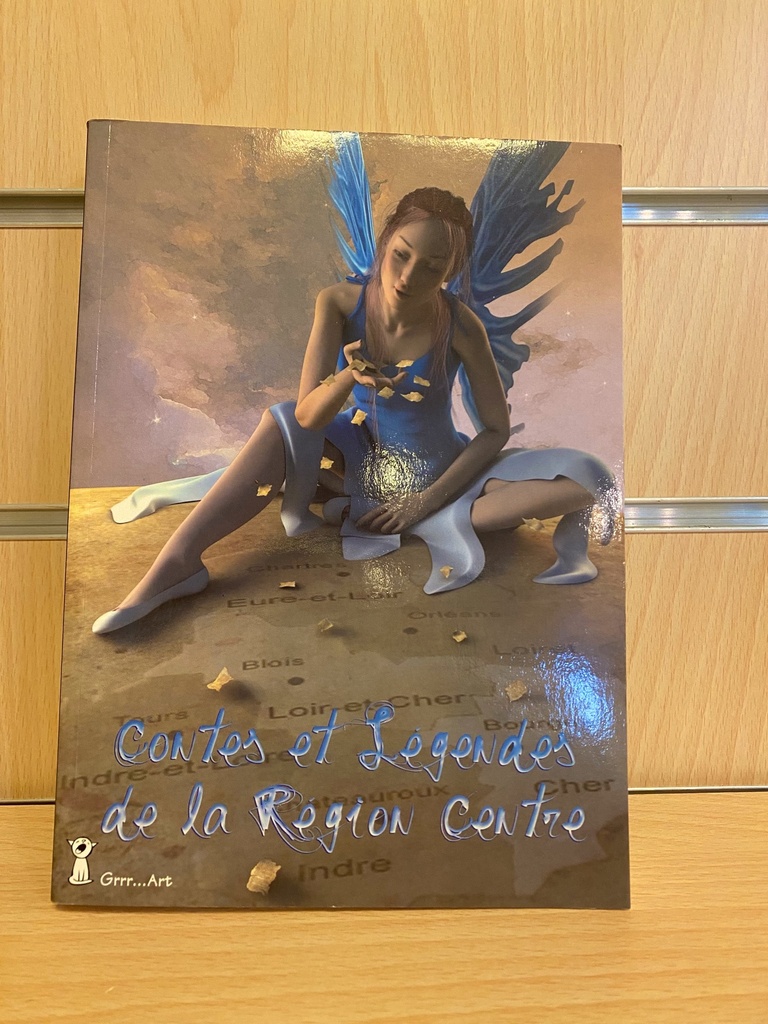 Chartres
Eure-et-Loir
Orléans
Loiret
Blois
Loir-et-Cher
Tours
Bourges
Contes et Légendes
Indre-et-Loire
Châteauroux
Cher
de la Région Centre
Indre
Grrr...Art